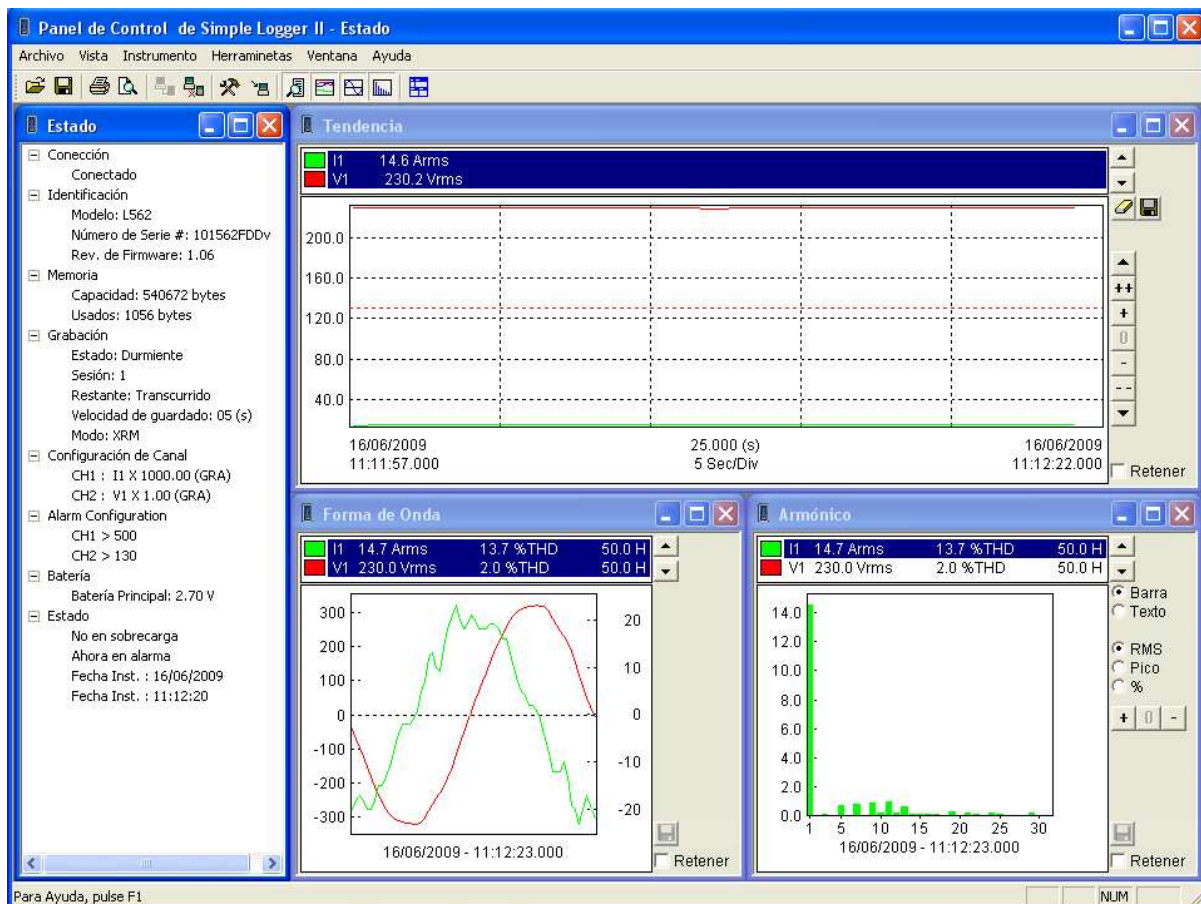 Panel de Control  de Simple Logger II - Estado
Archivo Vista Instrumento Herraminetas Ventana Ayuda
Estado
Conección
Conectado
Identificación
Modelo: L562
Número de Serie #: 101562FDDv
Rev. de Firmware: 1.06
Memoria
Capacidad: 540672 bytes
Usados: 1056 bytes
Grabación
Estado: Durmiente
Sesión: 1
Restante: Transcurrido
Velocidad de guardado: 05 (s)
Modo: XRM
Configuración de Canal
CH1 : I1 X 1000.00 (GRA)
CH2 : V1 X 1.00 (GRA)
Alarm Configuration
CH1 > 500
CH2 > 130
Batería
Batería Principal: 2.70 V
Estado
No en sobrecarga
Ahora en alarma
Fecha Inst. : 16/06/2009
Fecha Inst. : 11:12:20
Tendencia
I1 14.6 Arms
V1 230.2 Vrms
200.0
160.0
120.0
80.0
40.0
16/06/2009 25.000 (s) 16/06/2009
11:11:57.000 5 Sec/Div 11:12:22.000
++
+
0
-
--
Retener
Forma de Onda
I1 14.7 Arms 13.7 %THD 50.0 H
V1 230.0 Vrms 2.0 %THD 50.0 H
300
200
100
0
-100
-200
-300
20
10
0
-10
-20
16/06/2009 - 11:12:23.000
Retener
Armónico
I1 14.7 Arms 13.7 %THD 50.0 H
V1 230.0 Vrms 2.0 %THD 50.0 H
14.0
12.0
10.0
8.0
6.0
4.0
2.0
0.0
1 5 10 15 20 25 30
16/06/2009 - 11:12:23.000
Barra
Texto
RMS
Pico
%
+ 0 -
Retener
Para Ayuda, pulse F1
NUM